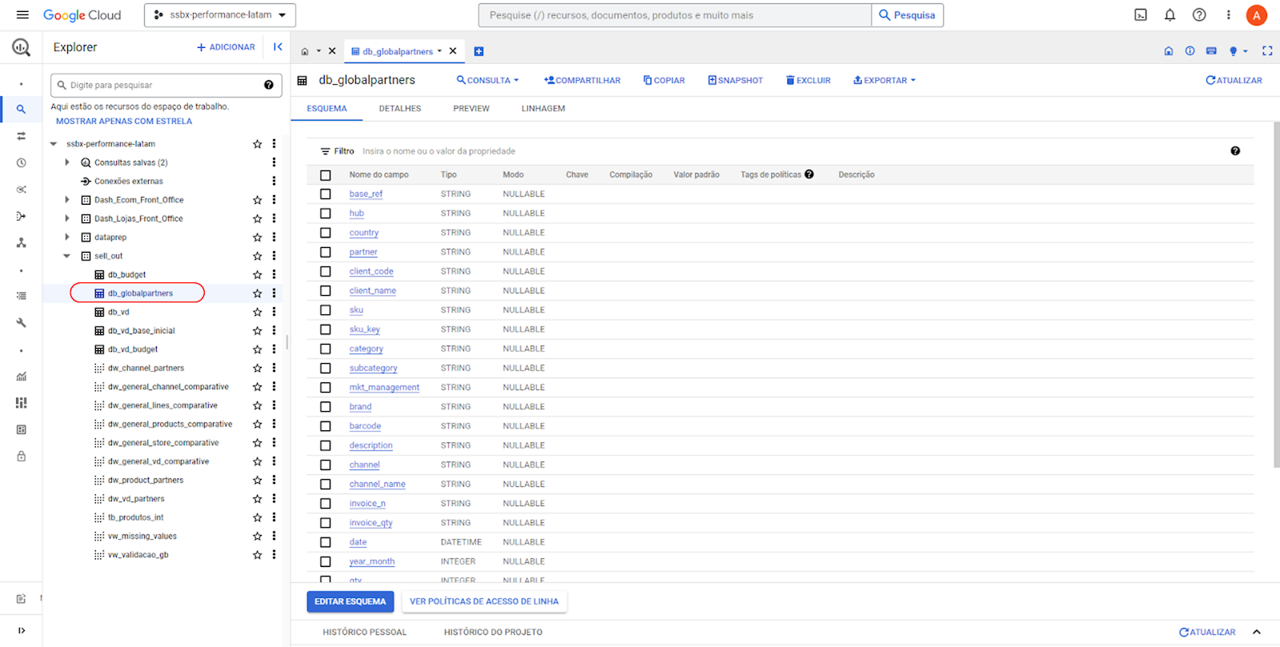 Google Cloud
ssbx-performance-latam
Pesquise (/) recursos, documentos, produtos e muito mais
Pesquisa
A
Explorer
+ ADICIONAR
Digite para pesquisar
Aqui estão os recursos do espaço de trabalho.
MOSTRAR APENAS COM ESTRELA
ssbx-performance-latam
Consultas salvas (2)
Conexões externas
Dash_Ecom_Front_Office
Dash_Lojas_Front_Office
dataprep
sell_out
db_budget
db_globalpartners
db_vd
db_vd_base_inicial
db_vd_budget
dw_channel_partners
dw_general_channel_comparative
dw_general_lines_comparative
dw_general_products_comparative
dw_general_store_comparative
dw_general_vd_comparative
dw_product_partners
dw_vd_partners
tb_produtos_int
vw_missing_values
vw_validacao_gb
db_globalpartners
db_globalpartners
CONSULTA
COMPARTILHAR
COPIAR
SNAPSHOT
EXCLUIR
EXPORTAR
ATUALIZAR
ESQUEMA DETALHES PREVIEW LINHAGEM
Filtro Insira o nome ou o valor da propriedade
Nome do campo Tipo Modo Chave Compilação Valor padrão Tags de políticas Descrição
base_ref STRING NULLABLE
hub STRING NULLABLE
country STRING NULLABLE
partner STRING NULLABLE
client_code STRING NULLABLE
client_name STRING NULLABLE
sku STRING NULLABLE
sku_key STRING NULLABLE
category STRING NULLABLE
subcategory STRING NULLABLE
mkt_management STRING NULLABLE
brand STRING NULLABLE
barcode STRING NULLABLE
description STRING NULLABLE
channel STRING NULLABLE
channel_name STRING NULLABLE
invoice_n STRING NULLABLE
invoice_qty STRING NULLABLE
date DATETIME NULLABLE
year_month INTEGER NULLABLE
qty INTEGER NULLABLE
EDITAR ESQUEMA VER POLÍTICAS DE ACESSO DE LINHA
HISTÓRICO PESSOAL HISTÓRICO DO PROJETO ATUALIZAR